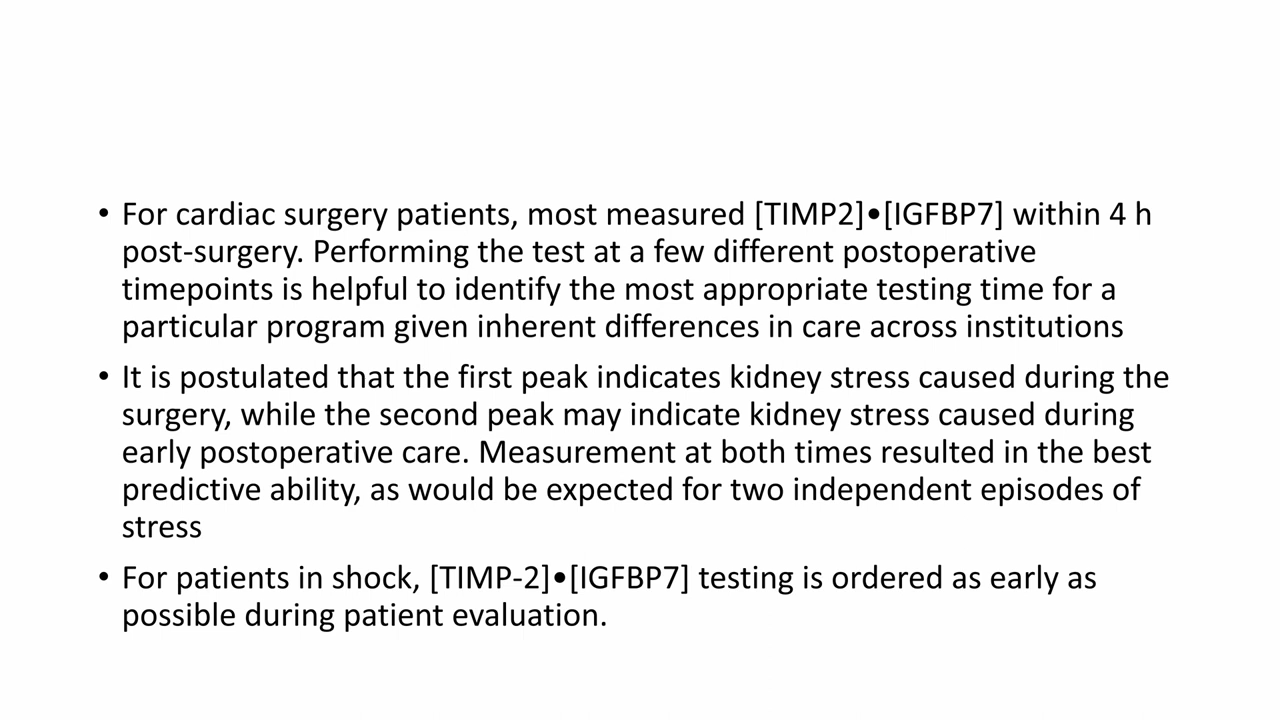 • For cardiac surgery patients, most measured [TIMP2]•[IGFBP7] within 4 h
post-surgery. Performing the test at a few different postoperative
timepoints is helpful to identify the most appropriate testing time for a
particular program given inherent differences in care across institutions
• It is postulated that the first peak indicates kidney stress caused during the
surgery, while the second peak may indicate kidney stress caused during
early postoperative care. Measurement at both times resulted in the best
predictive ability, as would be expected for two independent episodes of
stress
• For patients in shock, [TIMP-2]•[IGFBP7] testing is ordered as early as
possible during patient evaluation.